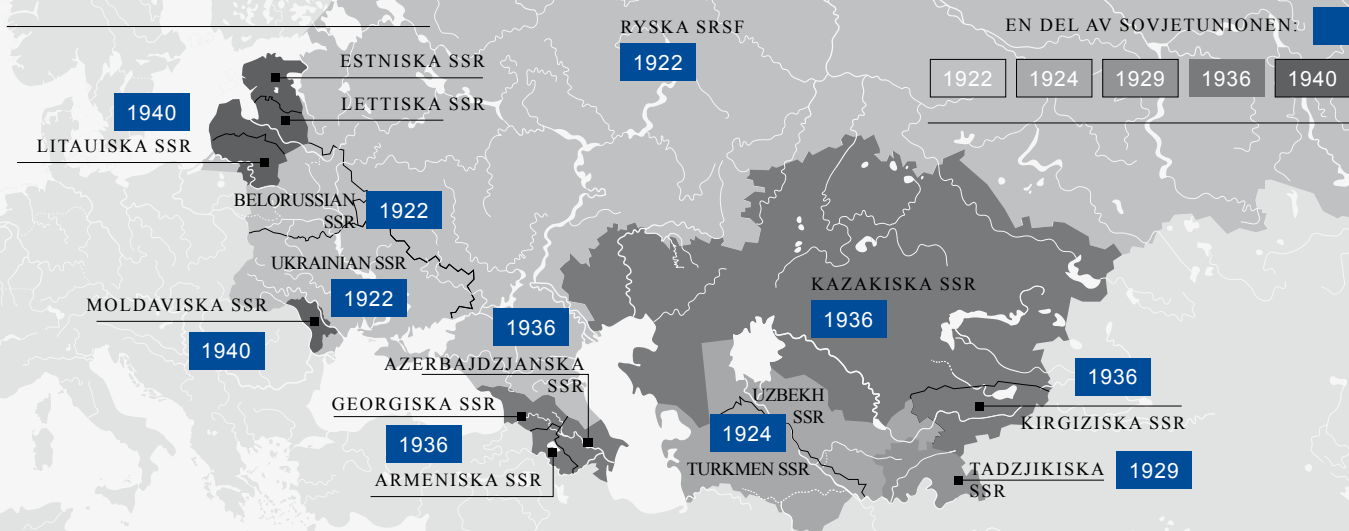 RYSKA SRSF
1922
EN DEL AV SOVJETUNIONEN:
1922 1924 1929 1936 1940
ESTNISKA SSR
LETTISKA SSR
1940
LITAUISKA SSR
BELORUSSIAN
SSR
1922
UKRAINIAN SSR
1922
MOLDAVISKA SSR
1940
1936
AZERBAJDZJANSKA
SSR
GEORGISKA SSR
1936
ARMENISKA SSR
KAZAKISKA SSR
1936
UZBEKH
SSR
1924
TURKMEN SSR
1936
KIRGIZISKA SSR
TADZJIKISKA
SSR
1929